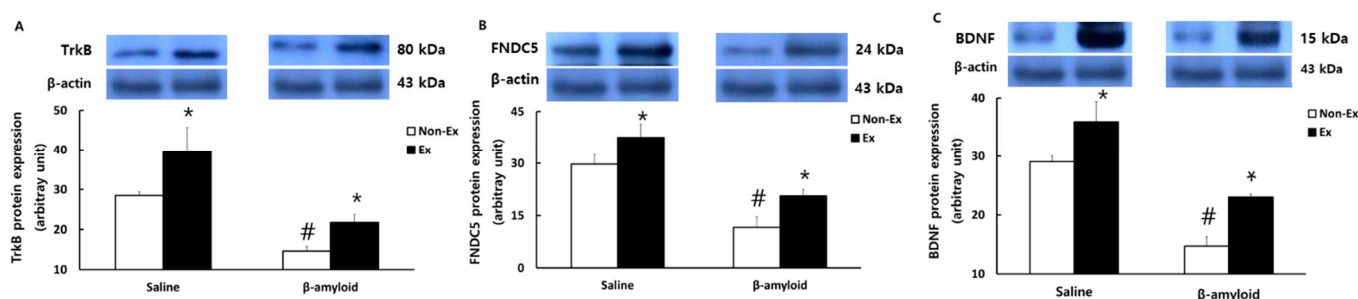 A
TrkB
80 kDa
β-actin
43 kDa
TrkB protein expression
(arbitray unit)
50
40
30
20
10
*
#
*
Non-Ex
Ex
Saline
β-amyloid
B
FNDC5
24 kDa
β-actin
43 kDa
FNDC5 protein expression
(arbitray unit)
45
30
15
0
*
#
*
Non-Ex
Ex
Saline
β-amyloid
C
BDNF
15 kDa
β-actin
43 kDa
BDNF protein expression
(arbitray unit)
40
30
20
10
*
#
*
Non-Ex
Ex
Saline
β-amyloid